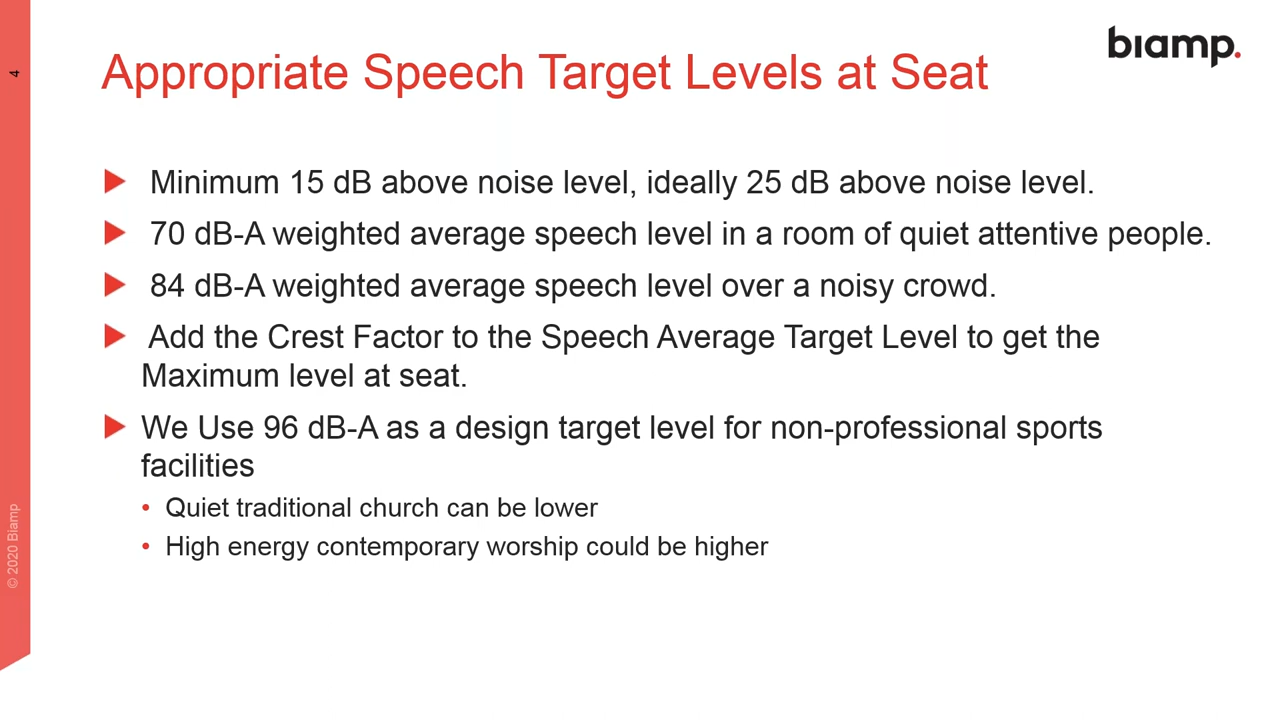 4
biamp.
Appropriate Speech Target Levels at Seat
Minimum 15 dB above noise level, ideally 25 dB above noise level.
70 dB-A weighted average speech level in a room of quiet attentive people.
84 dB-A weighted average speech level over a noisy crowd.
Add the Crest Factor to the Speech Average Target Level to get the
Maximum level at seat.
We Use 96 dB-A as a design target level for non-professional sports
facilities
• Quiet traditional church can be lower
• High energy contemporary worship could be higher
© 2020 Biamp